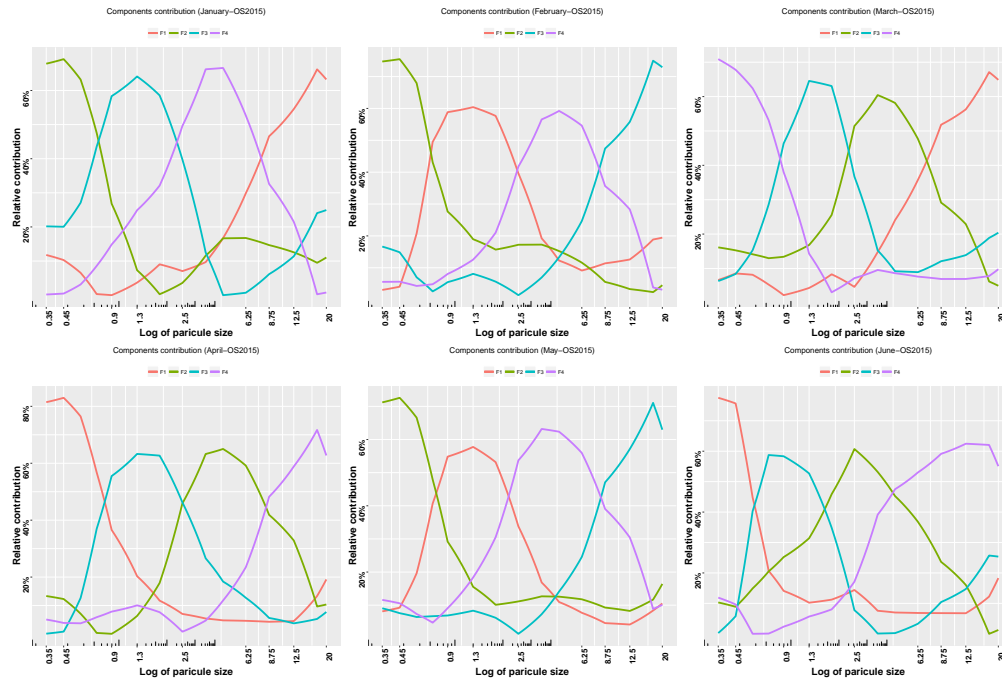 Components contribution (January−OS2015)
F1 F2 F3 F4
Relative contribution
60%
40%
20%
0.35 0.45 0.9 1.3 2.5 6.25 8.75 12.5 20
Log of paricule size
Components contribution (February−OS2015)
F1 F2 F3 F4
Relative contribution
60%
40%
20%
0.35 0.45 0.9 1.3 2.5 6.25 8.75 12.5 20
Log of paricule size
Components contribution (March−OS2015)
F1 F2 F3 F4
Relative contribution
60%
40%
20%
0.35 0.45 0.9 1.3 2.5 6.25 8.75 12.5 20
Log of paricule size
Components contribution (April−OS2015)
F1 F2 F3 F4
Relative contribution
80%
60%
40%
20%
0.35 0.45 0.9 1.3 2.5 6.25 8.75 12.5 20
Log of paricule size
Components contribution (May−OS2015)
F1 F2 F3 F4
Relative contribution
60%
40%
20%
0.35 0.45 0.9 1.3 2.5 6.25 8.75 12.5 20
Log of paricule size
Components contribution (June−OS2015)
F1 F2 F3 F4
Relative contribution
60%
40%
20%
0.35 0.45 0.9 1.3 2.5 6.25 8.75 12.5 20
Log of paricule size